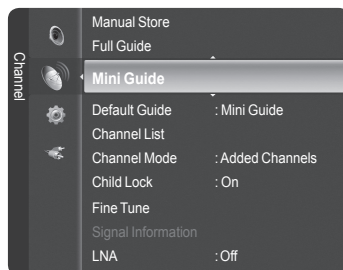 Channel
Manual Store
Full Guide
Mini Guide
Default Guide : Mini Guide
Channel List
Channel Mode : Added Channels
Child Lock : On
Fine Tune
Signal Information
LNA : Off